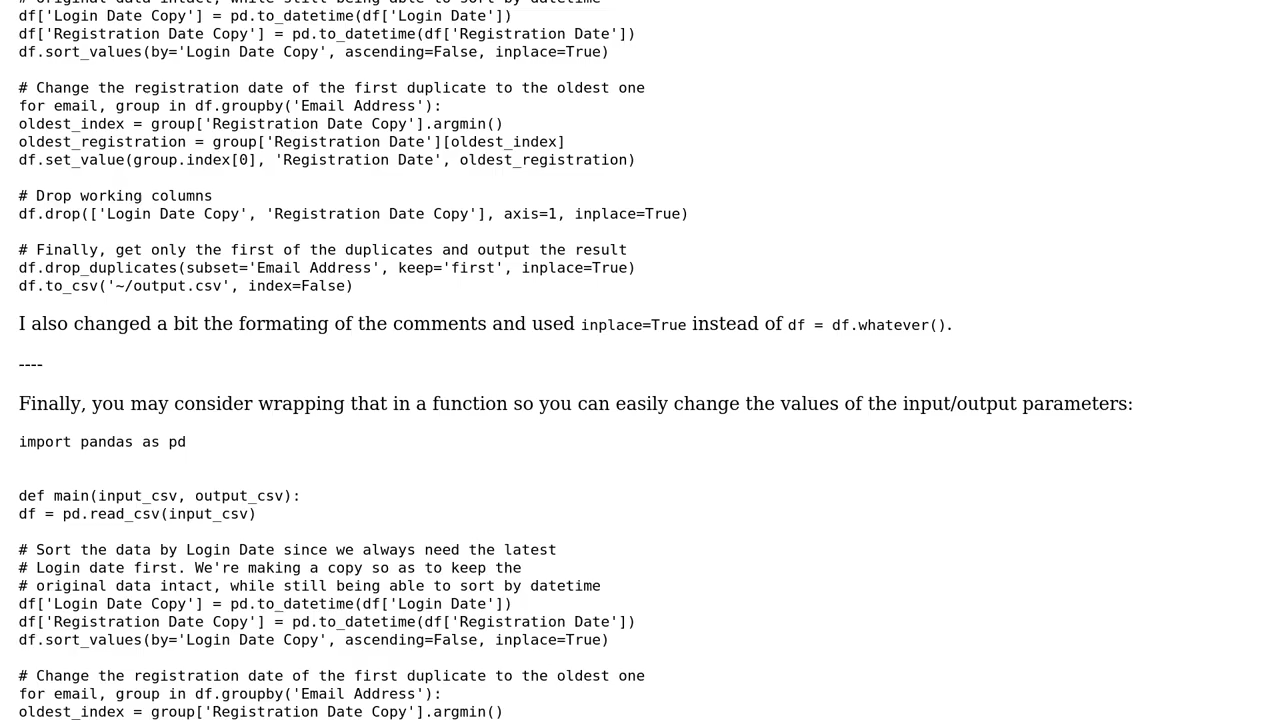 df['Login Date Copy'] = pd.to_datetime(df['Login Date'])
df['Registration Date Copy'] = pd.to_datetime(df['Registration Date'])
df.sort_values(by='Login Date Copy', ascending=False, inplace=True)
# Change the registration date of the first duplicate to the oldest one
for email, group in df.groupby('Email Address'):
oldest_index = group['Registration Date Copy'].argmin()
oldest_registration = group['Registration Date'][oldest_index]
df.set_value(group.index[0], 'Registration Date', oldest_registration)
# Drop working columns
df.drop(['Login Date Copy', 'Registration Date Copy'], axis=1, inplace=True)
# Finally, get only the first of the duplicates and output the result
df.drop_duplicates(subset='Email Address', keep='first', inplace=True)
df.to_csv('~/output.csv', index=False)
I also changed a bit the formating of the comments and used inplace=True instead of df = df.whatever().
----
Finally, you may consider wrapping that in a function so you can easily change the values of the input/output parameters:
import pandas as pd
def main(input_csv, output_csv):
df = pd.read_csv(input_csv)
# Sort the data by Login Date since we always need the latest
# Login date first. We're making a copy so as to keep the
# original data intact, while still being able to sort by datetime
df['Login Date Copy'] = pd.to_datetime(df['Login Date'])
df['Registration Date Copy'] = pd.to_datetime(df['Registration Date'])
df.sort_values(by='Login Date Copy', ascending=False, inplace=True)
# Change the registration date of the first duplicate to the oldest one
for email, group in df.groupby('Email Address'):
oldest_index = group['Registration Date Copy'].argmin()